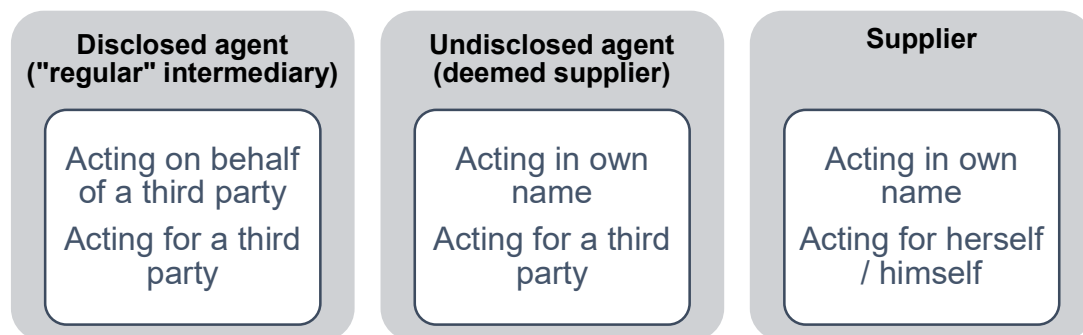 Disclosed agent
("regular" intermediary)
Acting on behalf
of a third party
Acting for a third
party
Undisclosed agent
(deemed supplier)
Acting in own
name
Acting for a third
party
Supplier
Acting in own
name
Acting for herself
/ himself